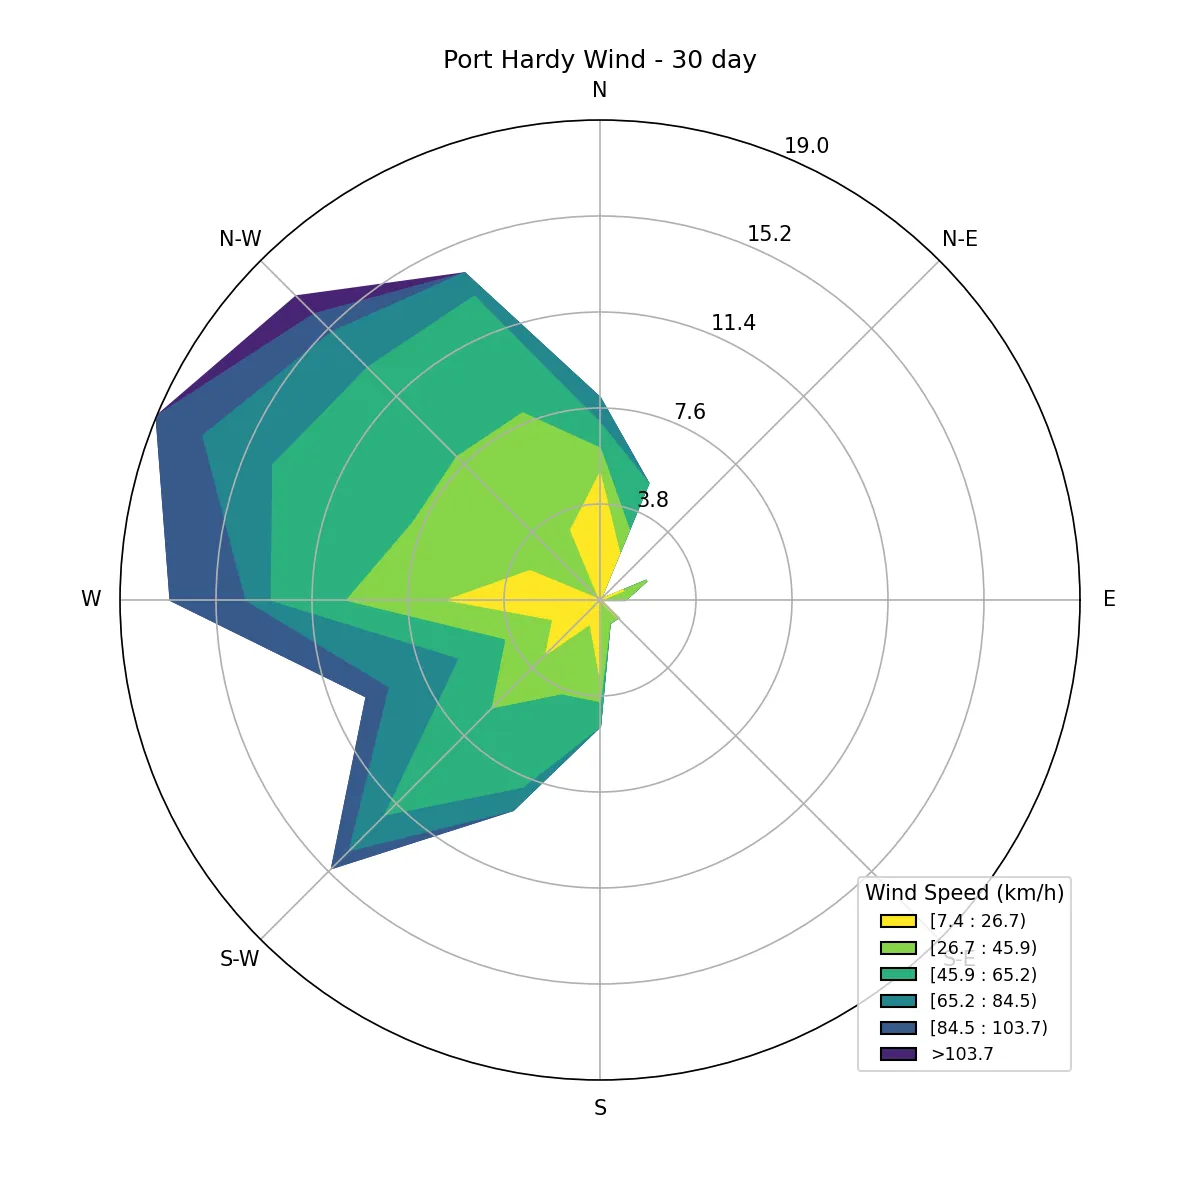 Port Hardy Wind - 30 day
N
19.0
N-W
15.2
N-E
11.4
7.6
3.8
W
E
S-W
S-E
S
Wind Speed (km/h)
[7.4 : 26.7)
[26.7 : 45.9)
[45.9 : 65.2)
[65.2 : 84.5)
[84.5 : 103.7)
>103.7